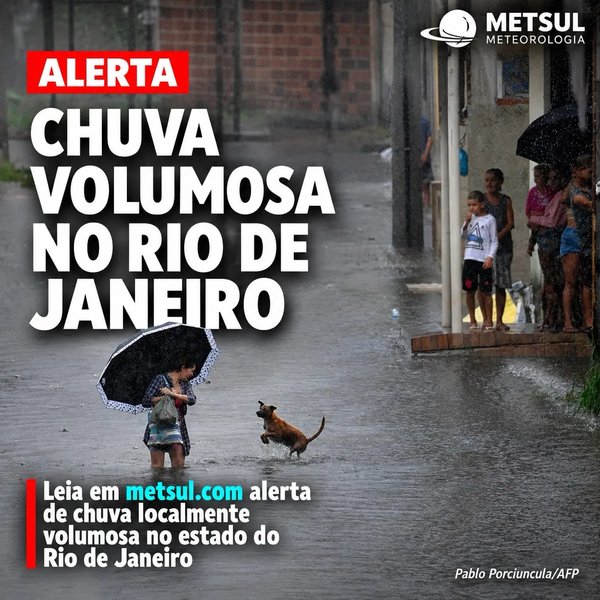 METSUL
METEOROLOGIA
ALERTA
CHUVA
VOLUMOSA
NO RIO DE
JANEIRO
Leia em metsul.com alerta
de chuva localmente
volumosa no estado do
Rio de Janeiro
Pablo Porciuncula/AFP